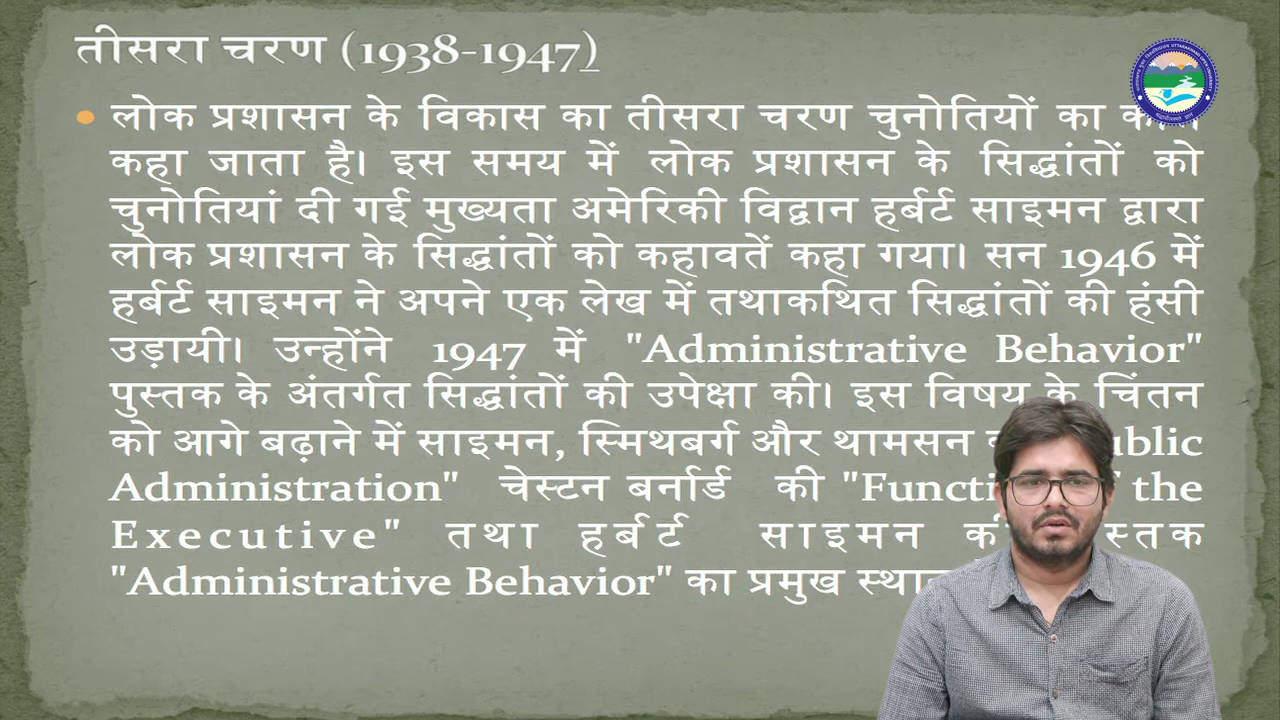 तीसरा चरण (1938-1947)
लोक प्रशासन के विकास का तीसरा चरण चुनोतियों का
कहा जाता है। इस समय में लोक प्रशासन के सिद्धांतों को
चुनोतियां दी गई मुख्यता अमेरिकी विद्वान हर्बर्ट साइमन द्वारा
लोक प्रशासन के सिद्धांतों को कहावतें कहा गया। सन 1946 में
हर्बर्ट साइमन ने अपने एक लेख में तथाकथित सिद्धांतों की हंसी
उड़ायी। उन्होंने 1947 में "Administrative Behavior"
पुस्तक के अंतर्गत सिद्धांतों की उपेक्षा की। इस विषय के चिंतन
को आगे बढ़ाने में साइमन, स्मिथबर्ग और थामसन
Administration" चेस्टन बर्नार्ड की the
Executive" तथा हर्बर्ट साइमन
"Administrative Behavior" का प्रमुख